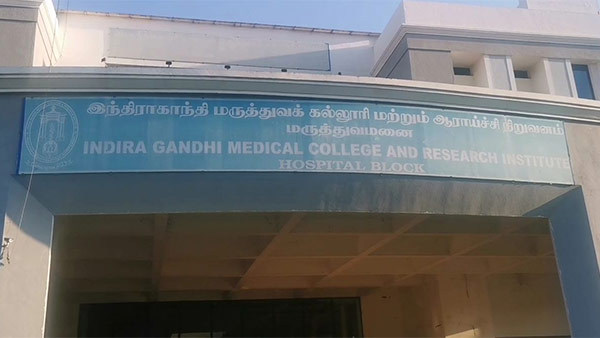 இந்திராகாந்தி மருத்துவக் கல்லூரி மற்றும் ஆராய்ச்சி நிறுவனம்
மருத்துவமனை
INDIRA GANDHI MEDICAL COLLEGE AND RESEARCH INSTITUTE
HOSPITAL BLOCK